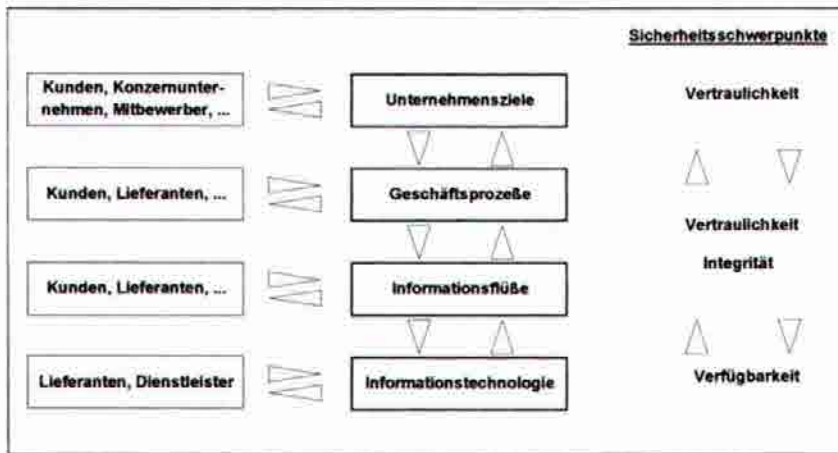 Sicherheitsschwerpunkte
Kunden, Konzernunter-
nehmen, Mitbewerber, ...
Unternehmensziele
Vertraulichkeit
Kunden, Lieferanten, ...
Geschäftsprozeße
Vertraulichkeit
Integrität
Kunden, Lieferanten, ...
Informationsflüße
Lieferanten, Dienstleister
Informationstechnologie
Verfügbarkeit